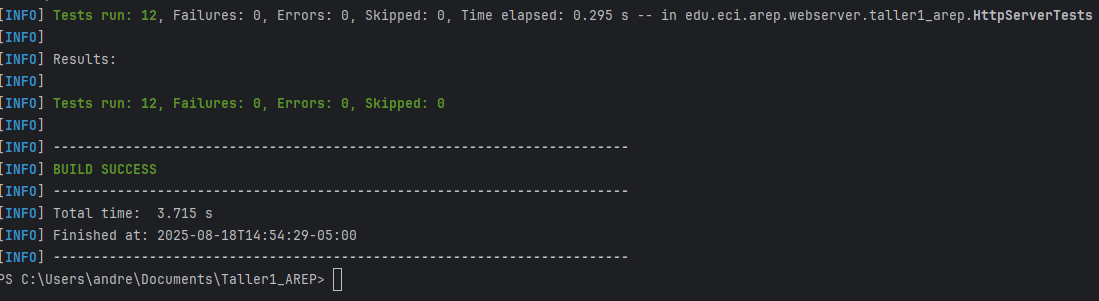 [INFO] Tests run: 12, Failures: 0, Errors: 0, Skipped: 0, Time elapsed: 0.295 s -- in edu.eci.arep.webserver.taller1_arep.HttpServerTests
[INFO]
[INFO] Results:
[INFO]
[INFO] Tests run: 12, Failures: 0, Errors: 0, Skipped: 0
[INFO]
[INFO] ------------------------------------------------------------------------
[INFO] BUILD SUCCESS
[INFO] ------------------------------------------------------------------------
[INFO] Total time:  3.715 s
[INFO] Finished at: 2025-08-18T14:54:29-05:00
[INFO] ------------------------------------------------------------------------
PS C:\Users\andre\Documents\Taller1_AREP>